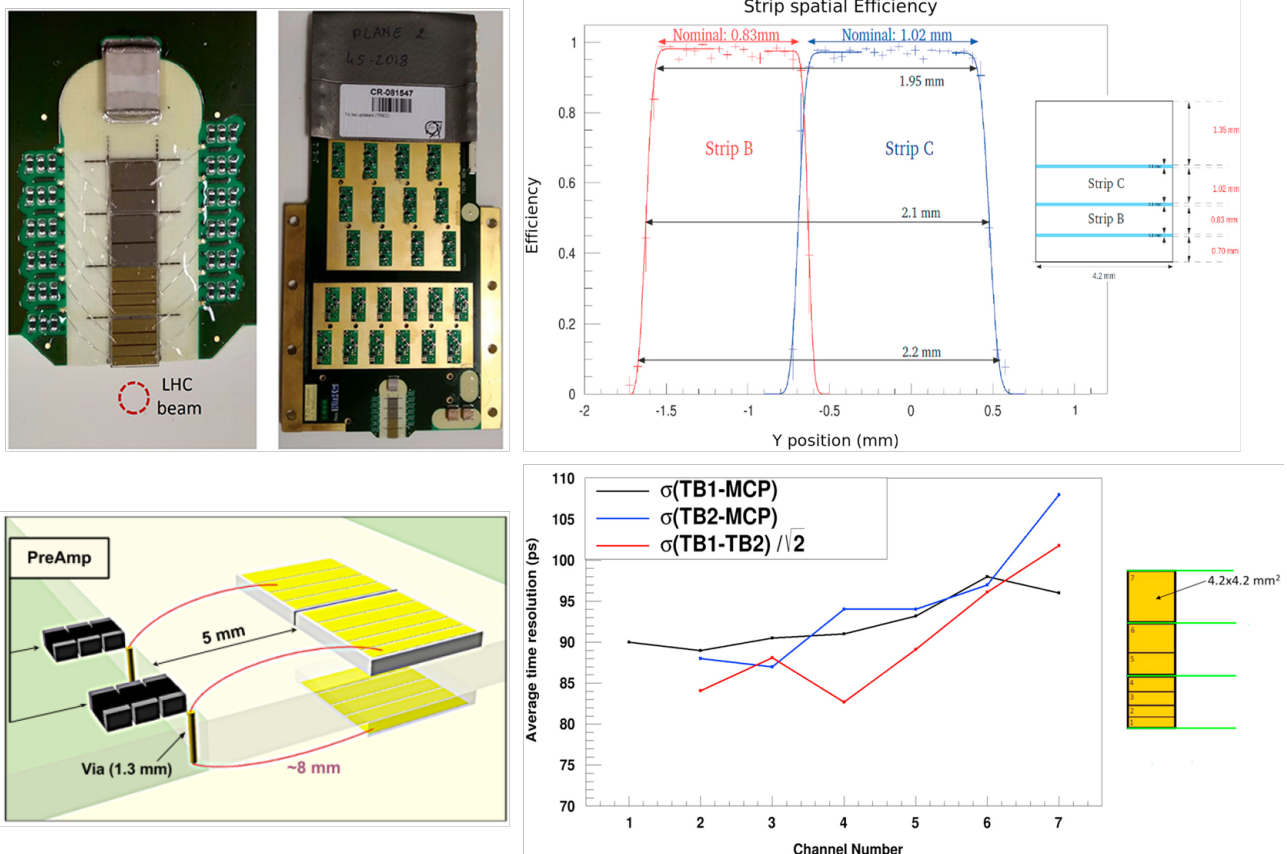 LHC
beam
PLANE 2
45-2018
CR-081547
To be updated (TREC)
Strip spatial Efficiency
Nominal: 0.83mm
Nominal: 1.02 mm
1.95 mm
Strip B
Strip C
2.1 mm
2.2 mm
Efficiency
1
0.8
0.6
0.4
0.2
0
-2
-1.5
-1
-0.5
0
0.5
1
Y position (mm)
1.35 mm
Strip C
1.02 mm
Strip B
0.83 mm
0.70 mm
4.2 mm
PreAmp
5 mm
Via (1.3 mm)
~8 mm
σ(TB1-MCP)
σ(TB2-MCP)
σ(TB1-TB2) /√2
Average time resolution (ps)
110
105
100
95
90
85
80
75
70
1
2
3
4
5
6
7
Channel Number
7
4.2x4.2 mm²
6
5
4
3
2
1